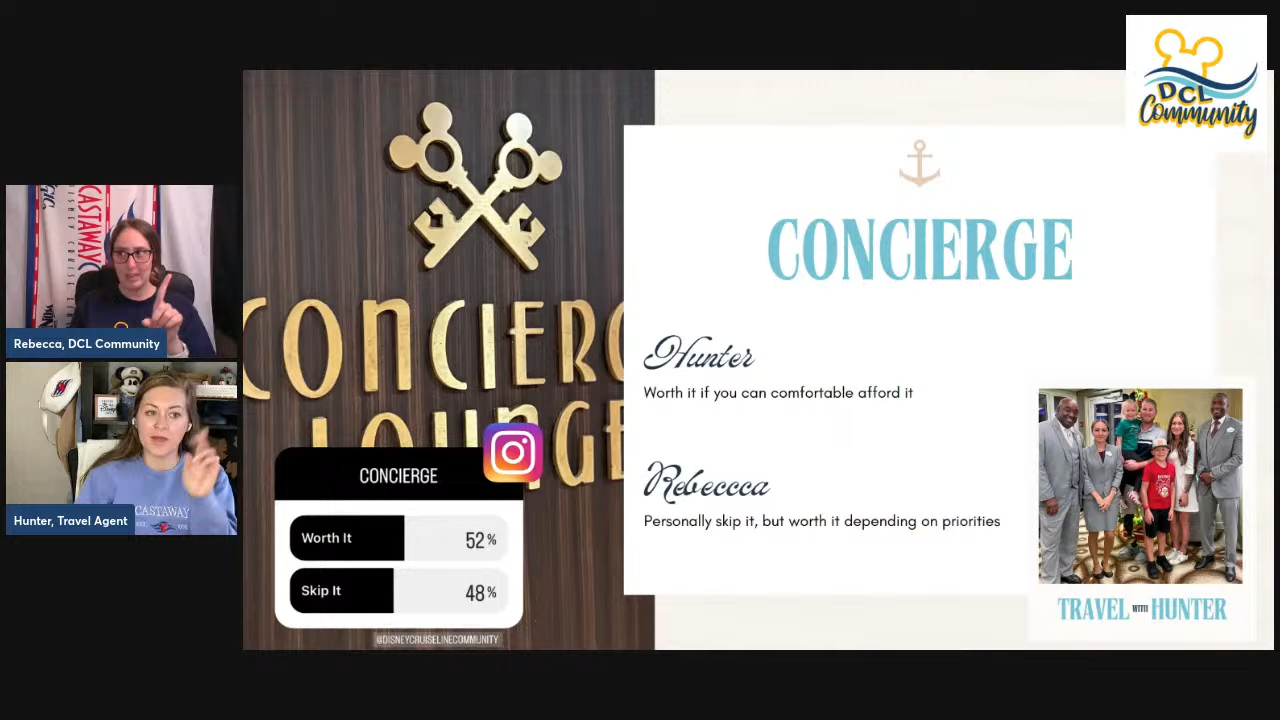 DCL
Community
CASTAWAY
Rebecca, DCL Community
CASTAWAY
Hunter, Travel Agent
CONCIERG
LOUNGE
CONCIERGE
Worth It 52%
Skip It 48%
@DISNEYCRUISELINECOMMUNITY
CONCIERGE
Hunter
Worth it if you can comfortable afford it
Rebeccca
Personally skip it, but worth it depending on priorities
TRAVEL WITH HUNTER